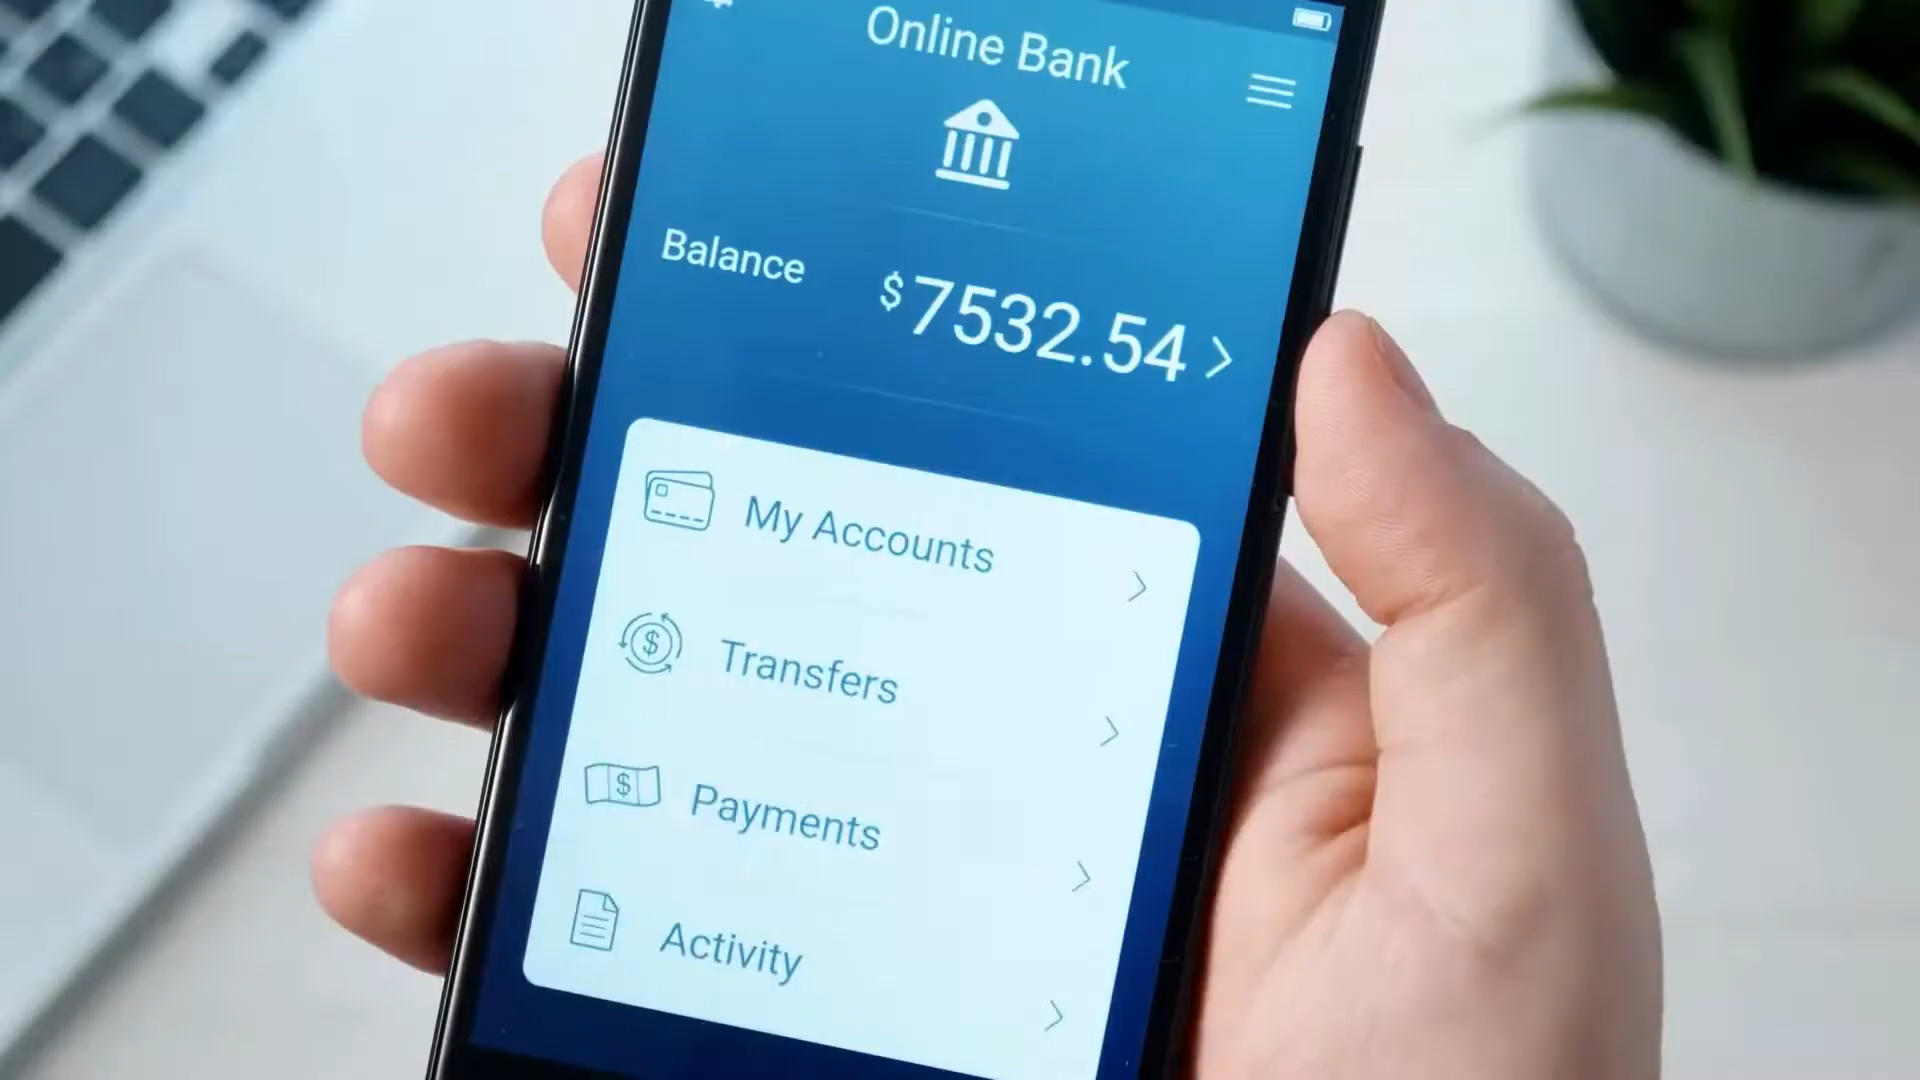 Online Bank
Balance
$7532.54
My Accounts
Transfers
Payments
Activity